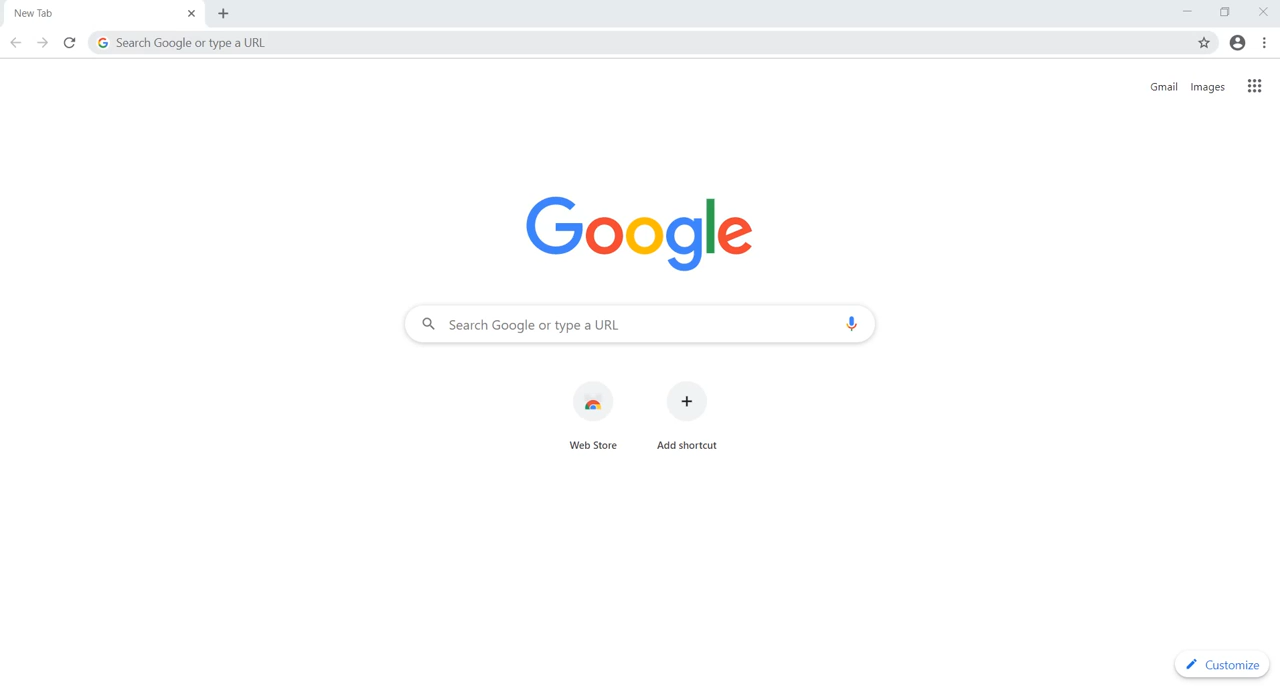 New Tab
Search Google or type a URL
Gmail Images
Google
Search Google or type a URL
Web Store Add shortcut
Customize